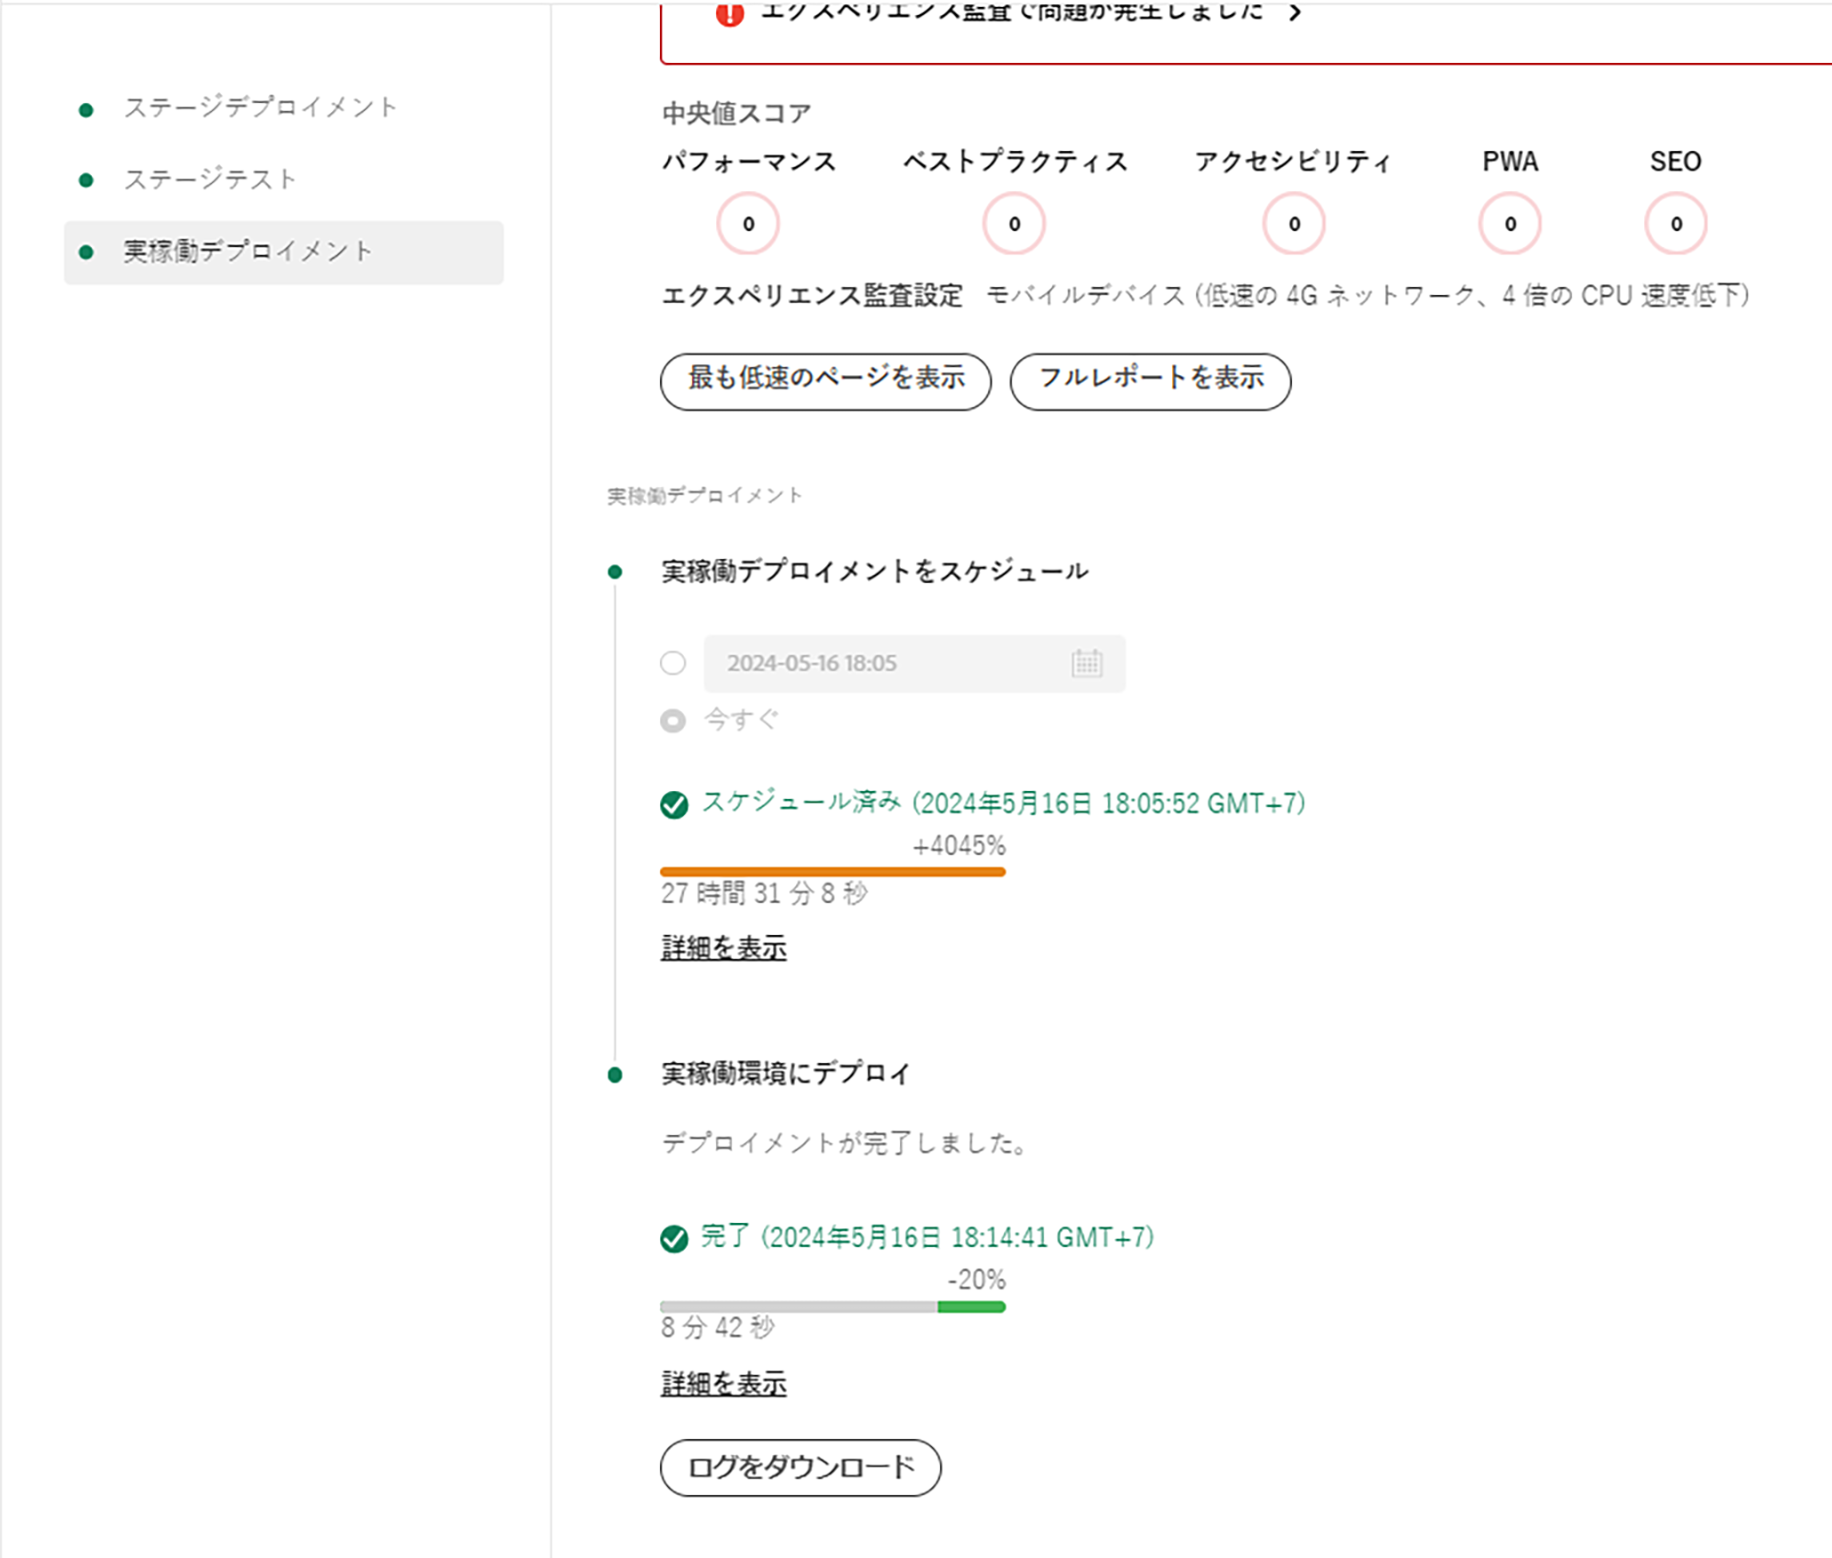 エクスペリエンス監査で問題が発生しました
ステージデプロイメント
ステージテスト
実稼働デプロイメント
中央値スコア
パフォーマンス ベストプラクティス アクセシビリティ PWA SEO
0 0 0 0 0
エクスペリエンス監査設定 モバイルデバイス (低速の 4G ネットワーク、4 倍の CPU 速度低下)
最も低速のページを表示 フルレポートを表示
実稼働デプロイメント
実稼働デプロイメントをスケジュール
2024-05-16 18:05
今すぐ
スケジュール済み (2024年5月16日 18:05:52 GMT+7)
+4045%
27 時間 31 分 8 秒
詳細を表示
実稼働環境にデプロイ
デプロイメントが完了しました。
完了 (2024年5月16日 18:14:41 GMT+7)
-20%
8 分 42 秒
詳細を表示
ログをダウンロード